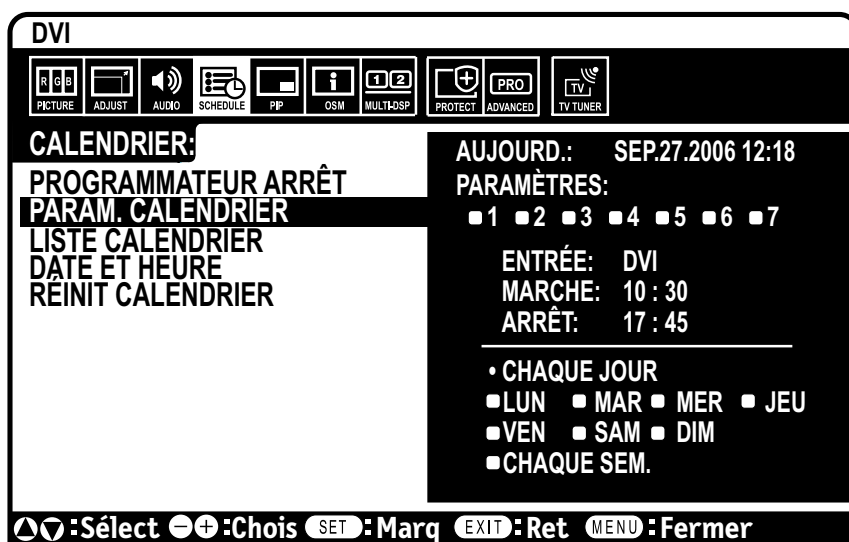 DVI
R G B i 1 2 PRO TV
PICTURE ADJUST AUDIO SCHEDULE PIP OSM MULTI-DSP PROTECT ADVANCED TV TUNER
CALENDRIER:
PROGRAMMATEUR ARRÊT
PARAM. CALENDRIER
LISTE CALENDRIER
DATE ET HEURE
RÉINIT CALENDRIER
AUJOURD.: SEP.27.2006 12:18
PARAMÈTRES:
1 2 3 4 5 6 7
ENTRÉE: DVI
MARCHE: 10 : 30
ARRÊT: 17 : 45
• CHAQUE JOUR
LUN MAR MER JEU
VEN SAM DIM
CHAQUE SEM.
:Sélect :Chois SET :Marq EXIT :Ret MENU :Fermer